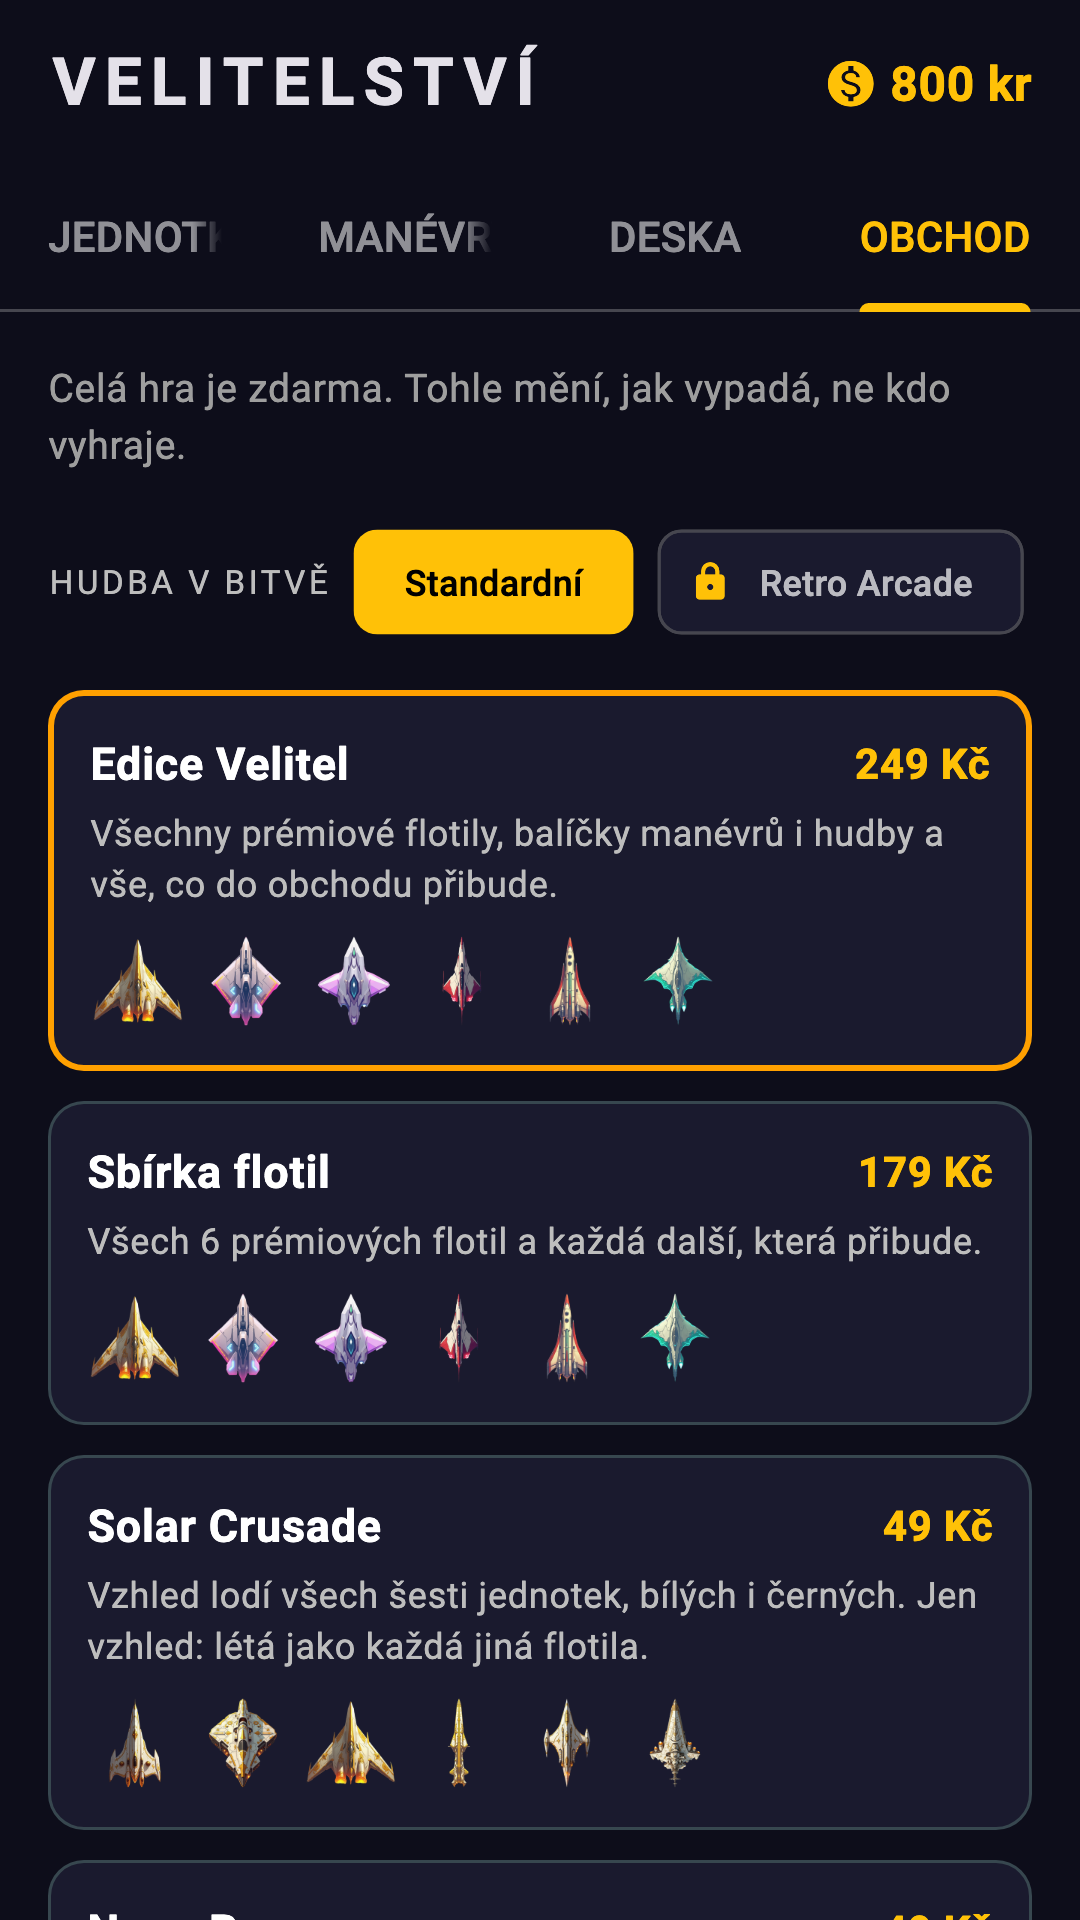 VELITELSTVÍ
800 kr
JEDNOT
MANÉVR
DESKA
OBCHOD
Celá hra je zdarma. Tohle mění, jak vypadá, ne kdo
vyhraje.
HUDBA V BITVĚ
Standardní
Retro Arcade
Edice Velitel
249 Kč
Všechny prémiové flotily, balíčky manévrů i hudby a
vše, co do obchodu přibude.
Sbírka flotil
179 Kč
Všech 6 prémiových flotil a každá další, která přibude.
Solar Crusade
49 Kč
Vzhled lodí všech šesti jednotek, bílých i černých. Jen
vzhled: létá jako každá jiná flotila.